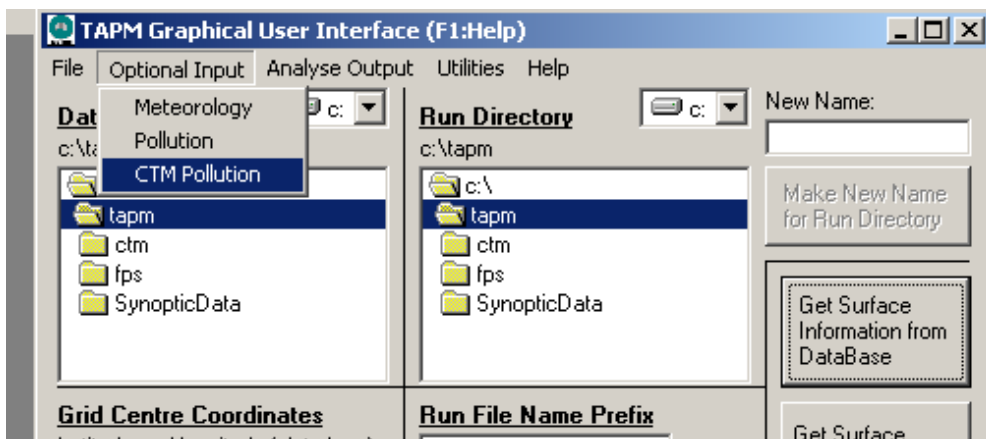 TAPM Graphical User Interface (F1:Help)
File Optional Input Analyse Output Utilities Help
Meteorology
Pollution
CTM Pollution
c:
c:\
tapm
ctm
fps
SynopticData
Run Directory
c:
c:\tapm
c:\
tapm
ctm
fps
SynopticData
New Name:
Make New Name
for Run Directory
Get Surface
Information from
DataBase
Get Surface
Grid Centre Coordinates
Run File Name Prefix